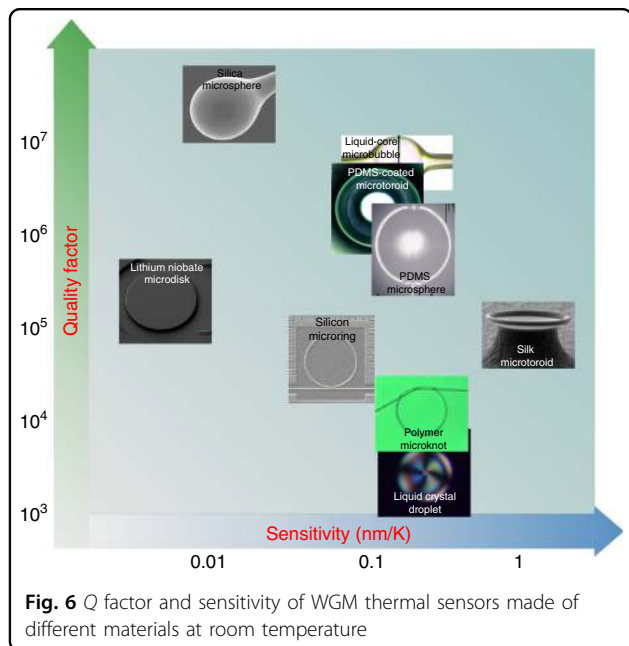 Silica
microsphere
10⁷
Liquid-core
microbubble
PDMS-coated
microtoroid
10⁶
Quality factor
Lithium niobate
microdisk
PDMS
microsphere
10⁵
Silicon
microring
Silk
microtoroid
10⁴
Polymer
microknot
Liquid crystal
droplet
10³
Sensitivity (nm/K)
0.01 0.1 1
Fig. 6 Q factor and sensitivity of WGM thermal sensors made of
different materials at room temperature